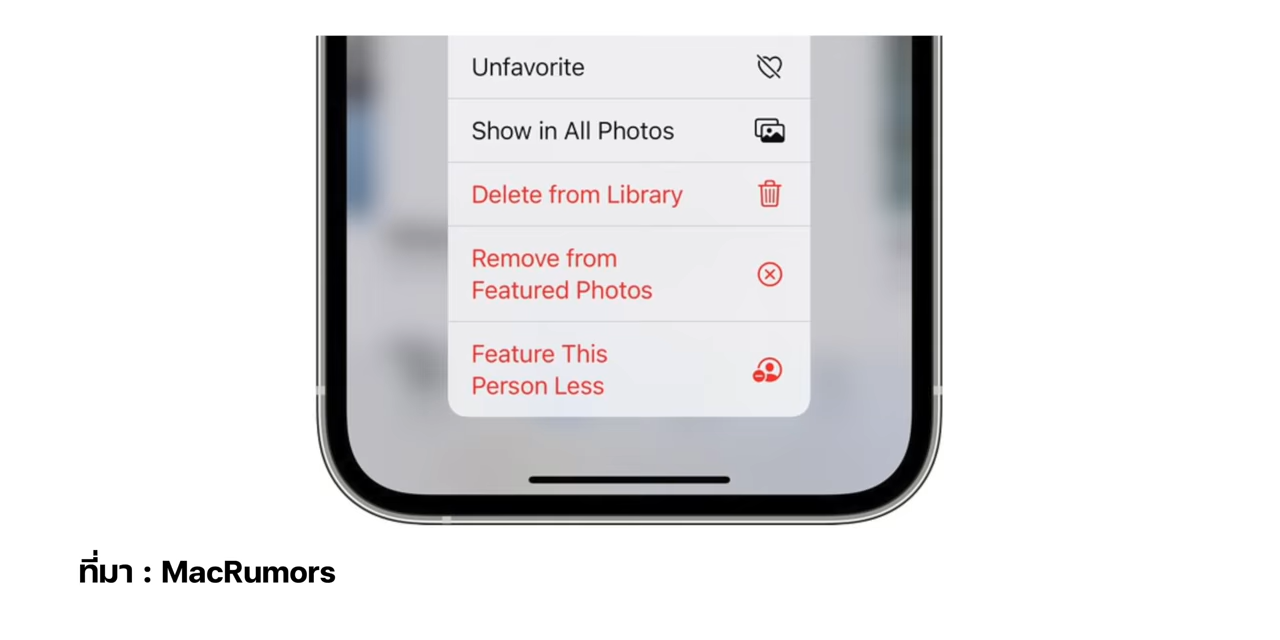 Unfavorite
Show in All Photos
Delete from Library
Remove from
Featured Photos
Feature This
Person Less
ที่มา : MacRumors